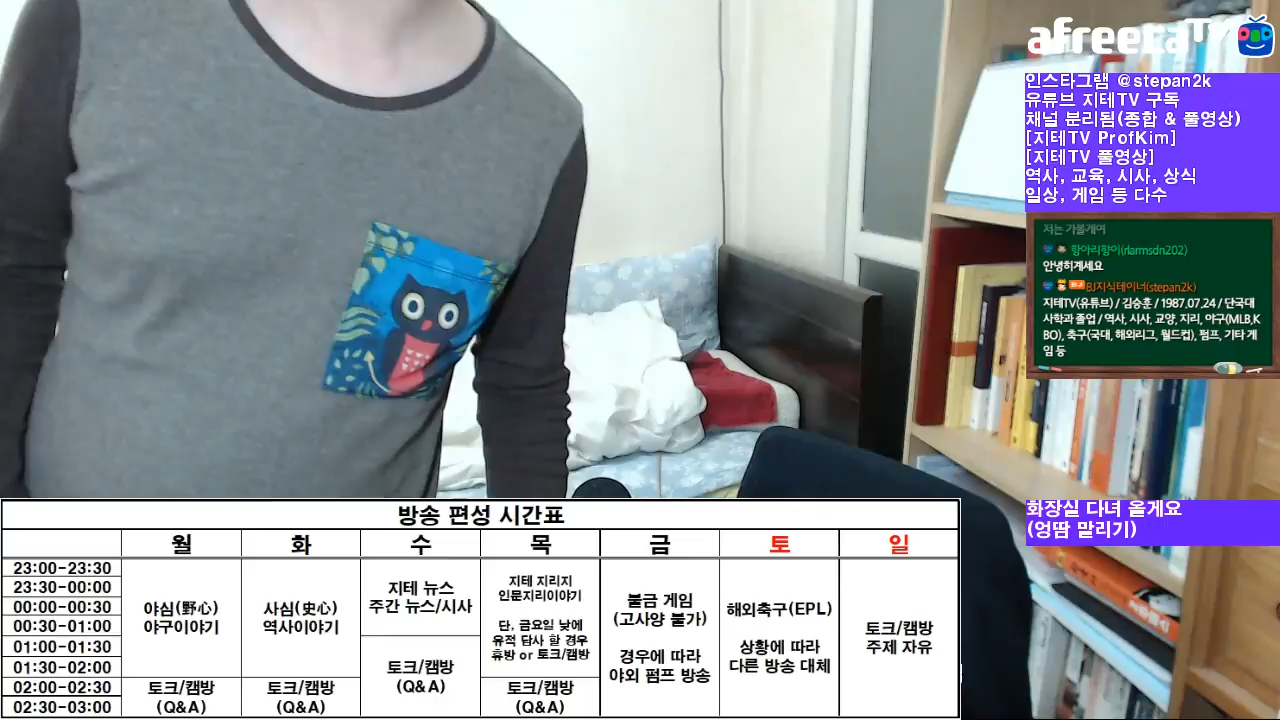 afreecaTV
인스타그램 @stepan2k
유튜브 지테TV 구독
채널 분리됨(종합 & 풀영상)
[지테TV ProfKim]
[지테TV 풀영상]
역사, 교육, 시사, 상식
일상, 게임 등 다수
저는 가볼게여
항아리향이(rlarmsdn202)
안녕히계세요
BJ지식테이너(stepan2k)
지테TV(유튜브) / 김승훈 / 1987.07.24 / 단국대
사학과 졸업 / 역사, 시사, 교양, 지리, 야구(MLB,K
BO), 축구(국대, 해외리그, 월드컵), 펌프, 기타 게
임 등
화장실 다녀 올게요
(엉땀 말리기)
방송 편성 시간표
월 화 수 목 금 토 일
23:00-23:30
23:30-00:00
00:00-00:30
00:30-01:00
01:00-01:30
01:30-02:00
02:00-02:30
02:30-03:00
야심(野心)
야구이야기
토크/캠방
(Q&A)
사심(史心)
역사이야기
토크/캠방
(Q&A)
지테 뉴스
주간 뉴스/시사
토크/캠방
(Q&A)
지테 지리지
인문지리이야기
단, 금요일 낮에
유적 답사 할 경우
휴방 or 토크/캠방
토크/캠방
(Q&A)
불금 게임
(고사양 불가)
경우에 따라
야외 펌프 방송
해외축구(EPL)
상황에 따라
다른 방송 대체
토크/캠방
주제 자유